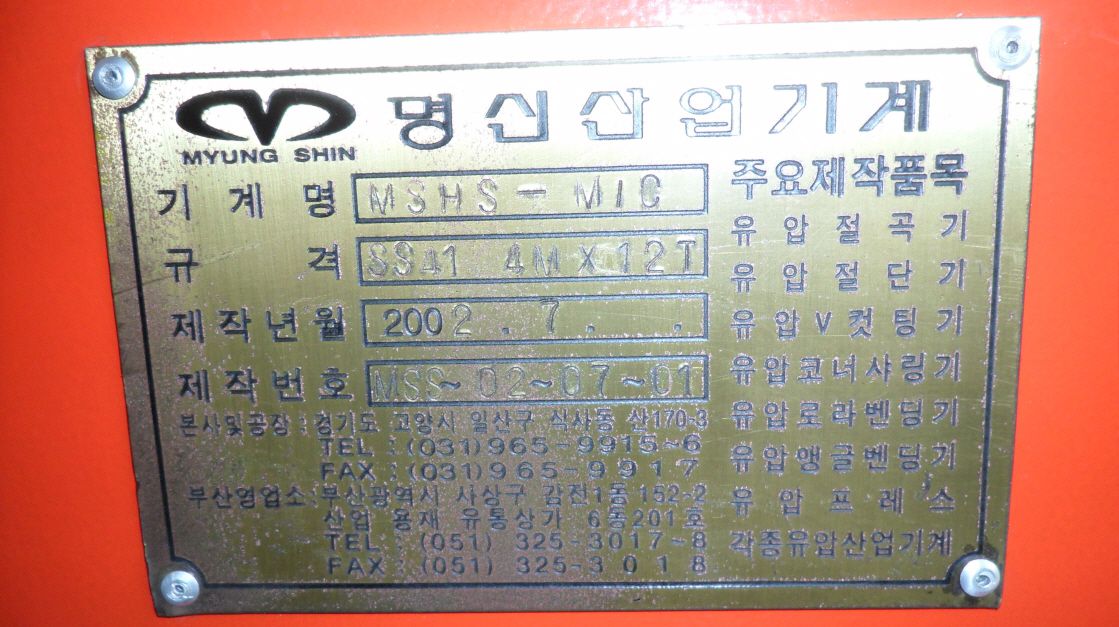 명신산업기계
MYUNG SHIN
기계명 MSHS - MIC
규격 SS41 4M X 12T
제작년월 2002 . 7 . .
제작번호 MSS~02~07~01
본사및공장 : 경기도 고양시 일산구 식사동 산170-3
TEL : (031) 965-9915~6
FAX : (031) 965-9917
부산영업소 : 부산광역시 사상구 감전1동 152-2
산업 용재 유통상가 6동201호
TEL : (051) 325-3017~8
FAX : (051) 325-3018
주요제작품목
유압절곡기
유압절단기
유압V컷팅기
유압코너샤링기
유압로라벤딩기
유압앵글벤딩기
유압프레스
각종유압산업기계